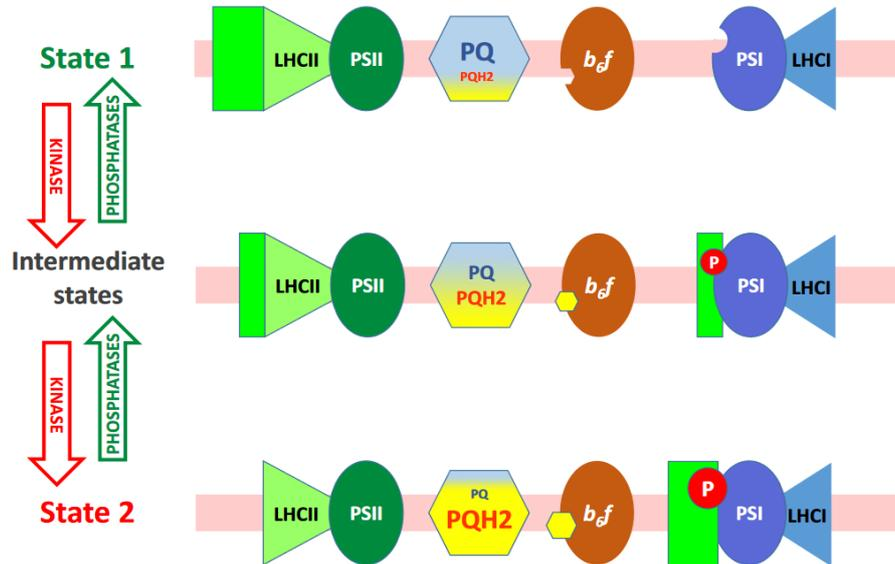 State 1
KINASE
PHOSPHATASES
LHCII
PSII
PQ
PQH2
b6f
PSI
LHCI
Intermediate
states
LHCII
PSII
PQ
PQH2
b6f
P
PSI
LHCI
KINASE
PHOSPHATASES
State 2
LHCII
PSII
PQ
PQH2
b6f
P
PSI
LHCI